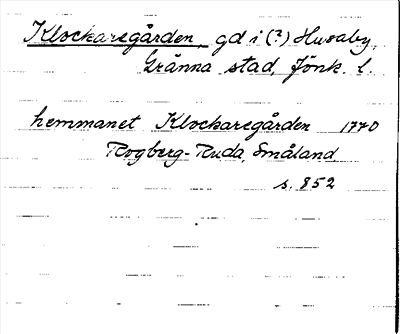 Klockaregården, gd i (?) Husaby,
Gränna stad, Jönk. l.
hemmanet Klockaregården 1770
Rogberg-Ruda, Småland
s. 852